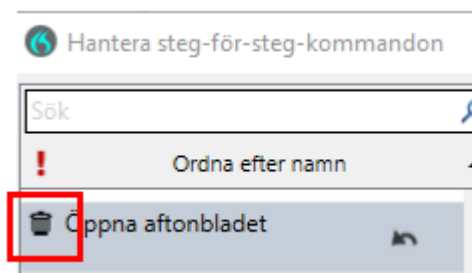 Hantera steg-för-steg-kommandon
Sök
Ordna efter namn
Öppna aftonbladet